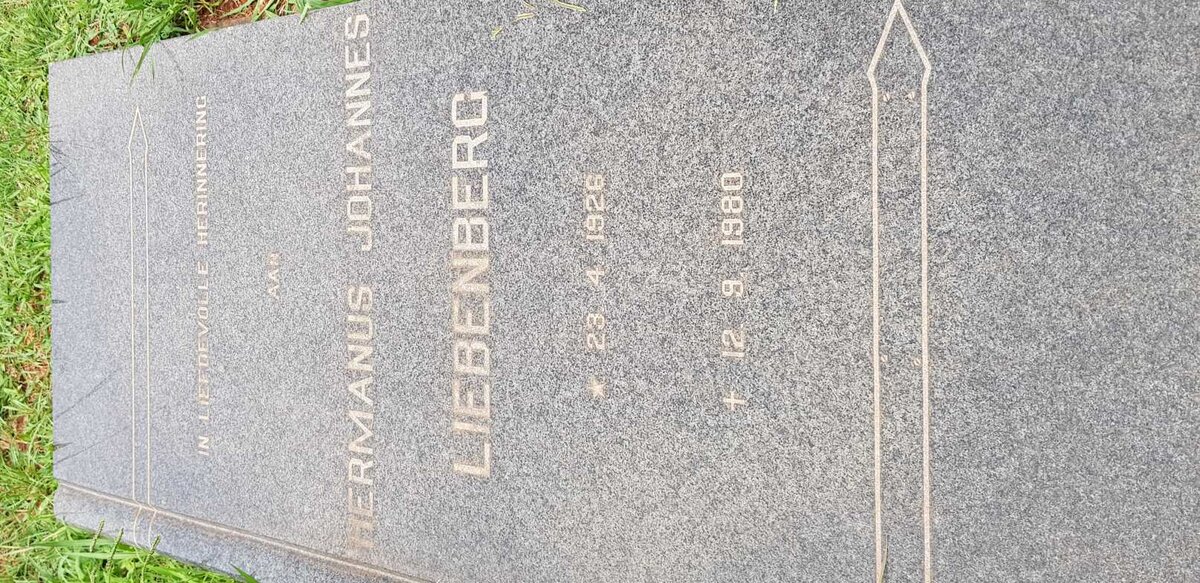 IN LIEFDEVOLLE HERINNERING
AAN
HERMANUS JOHANNES
LIEBENBERG
* 23 4 1926
† 12 9 1980